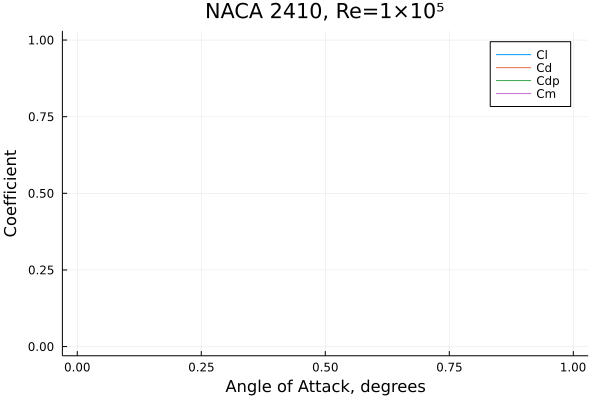 NACA 2410, Re=1×10⁵
Coefficient
1.00
0.75
0.50
0.25
0.00
Cl
Cd
Cdp
Cm
0.00 0.25 0.50 0.75 1.00
Angle of Attack, degrees